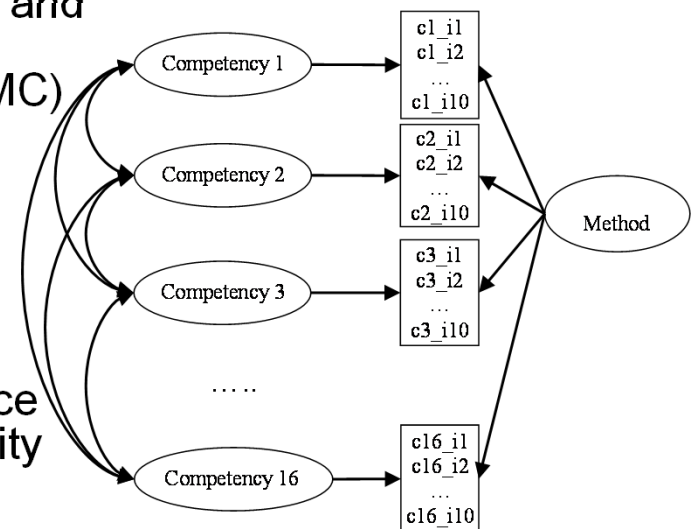 and
MC)
ce
ity
Competency 1
c1_i1
c1_i2
...
c1_i10
Competency 2
c2_i1
c2_i2
...
c2_i10
Method
Competency 3
c3_i1
c3_i2
...
c3_i10
.....
Competency 16
c16_i1
c16_i2
...
c16_i10